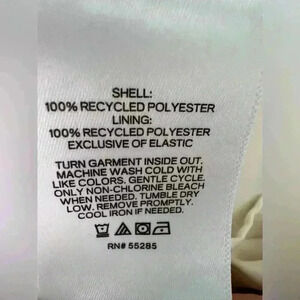 SHELL:
100% RECYCLED POLYESTER
LINING:
100% RECYCLED POLYESTER
EXCLUSIVE OF ELASTIC
TURN GARMENT INSIDE OUT.
MACHINE WASH COLD WITH
LIKE COLORS. GENTLE CYCLE.
ONLY NON-CHLORINE BLEACH
WHEN NEEDED. TUMBLE DRY
LOW. REMOVE PROMPTLY.
COOL IRON IF NEEDED.
RN# 55285